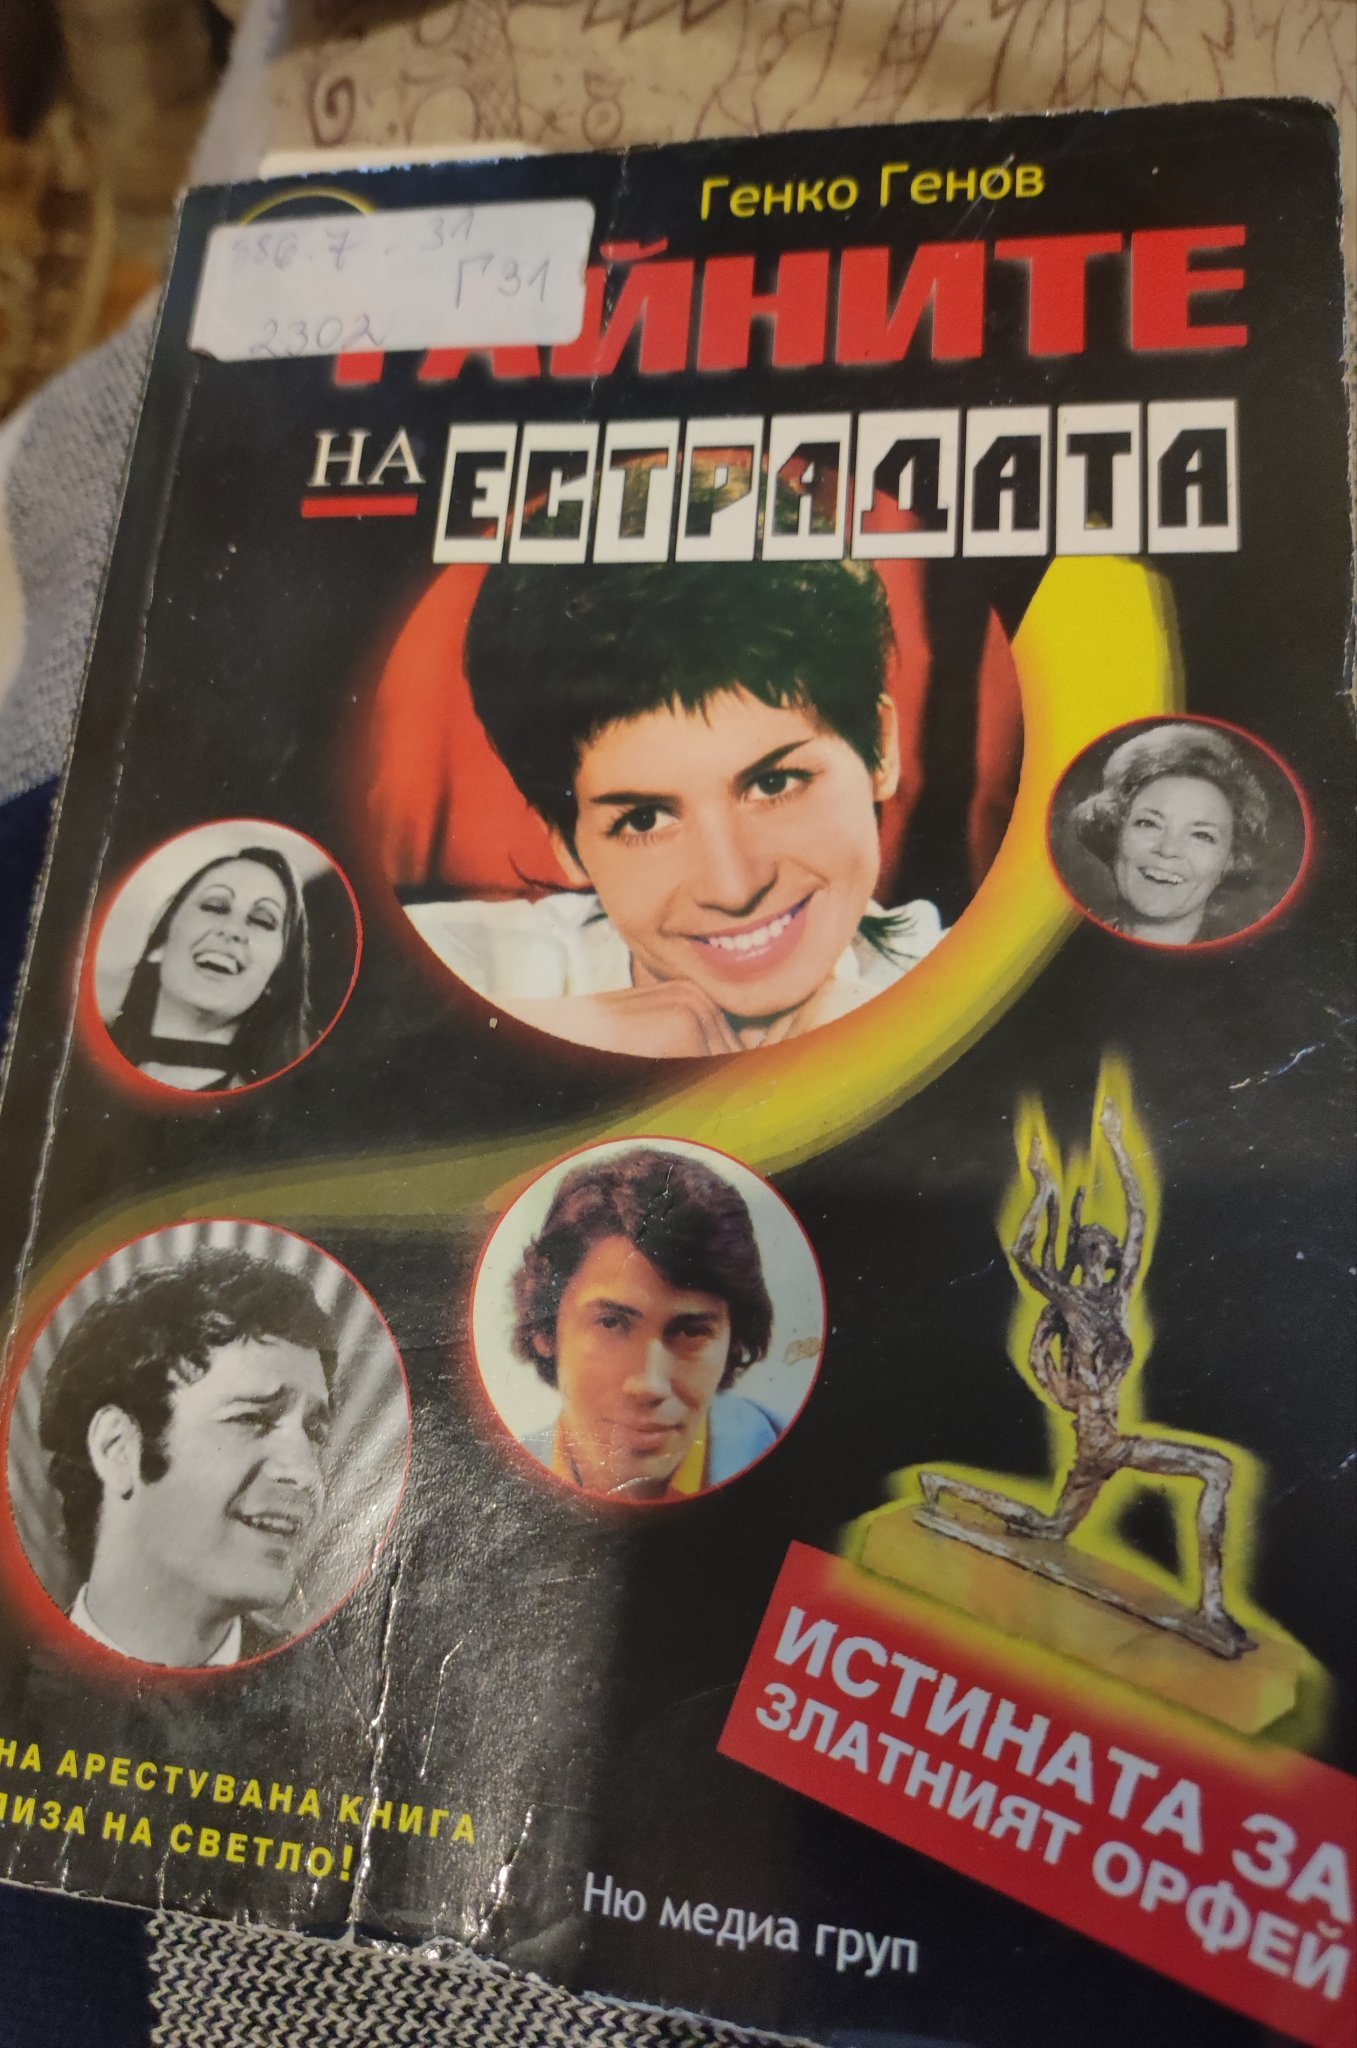 Генко Генов
586.7.31
Г31
2302
ТАЙНИТЕ
НА ЕСТРАДАТА
ИСТИНАТА ЗА
ЗЛАТНИЯТ ОРФЕЙ
НА АРЕСТУВАНА КНИГА
НА СВЕТЛО!
Ню медиа груп